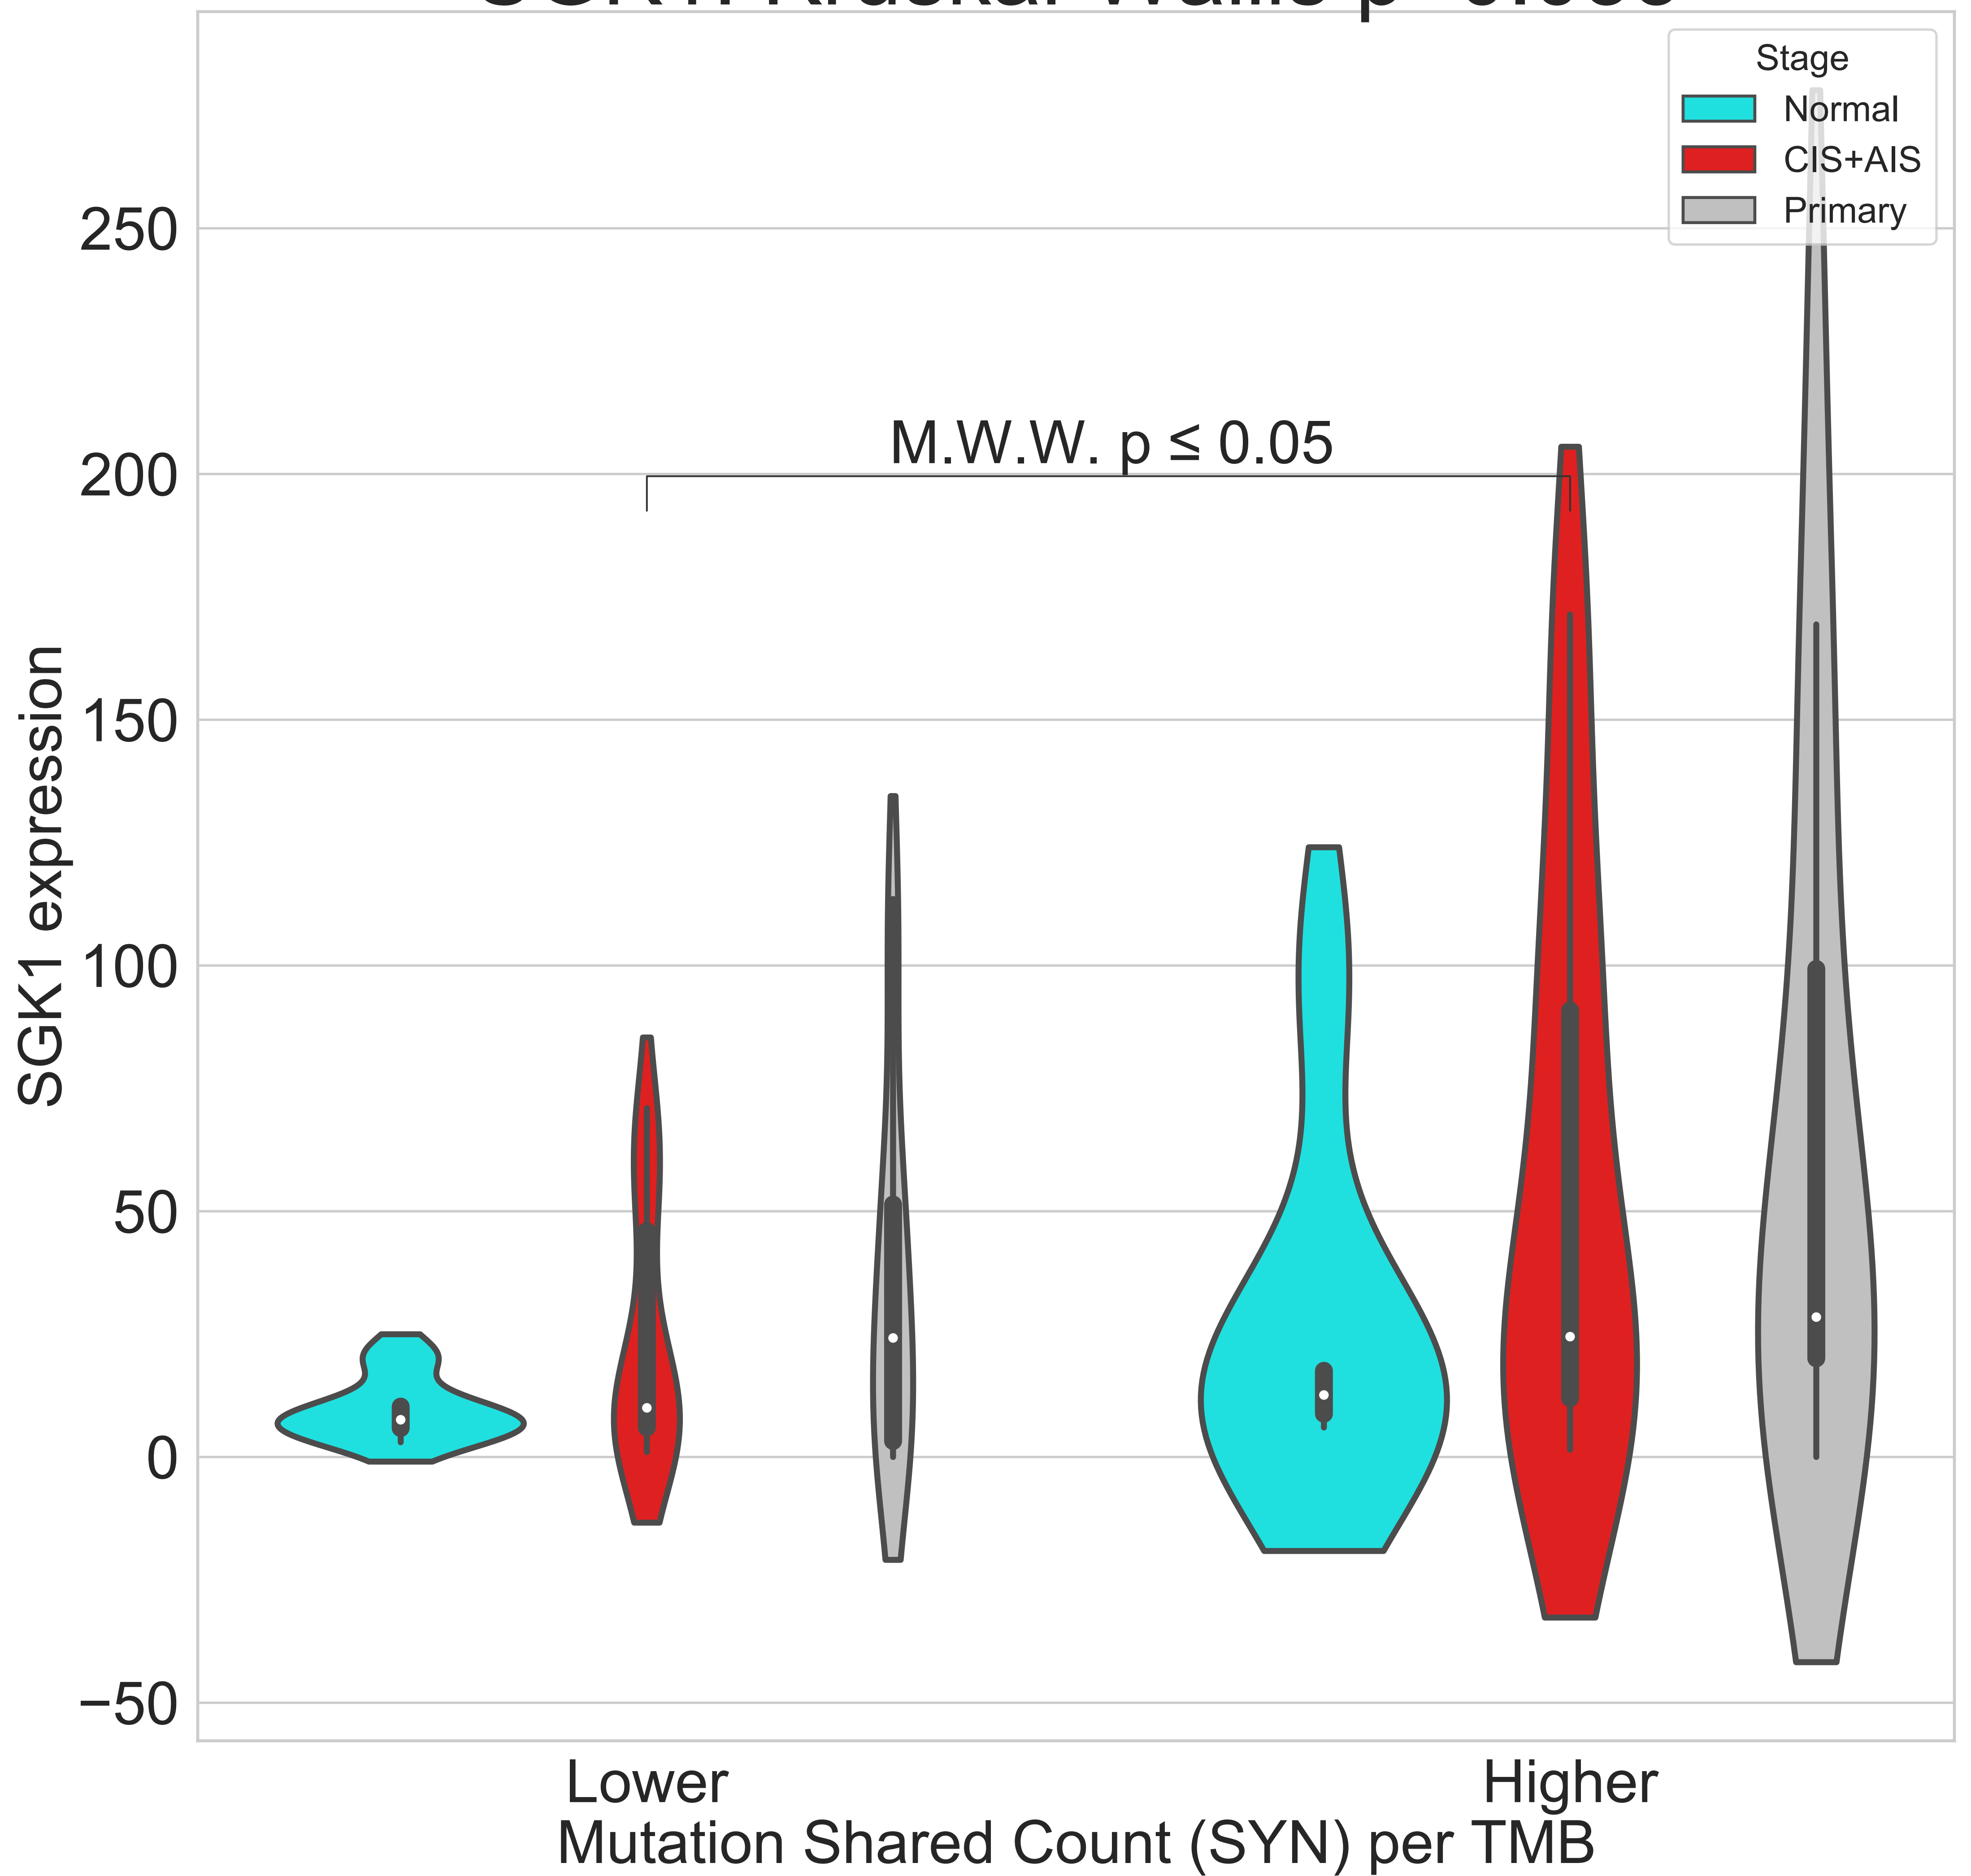 Stage
Normal
CIS+AIS
Primary
250
200
150
100
50
0
−50
M.W.W. p ≤ 0.05
SGK1 expression
Lower
Higher
Mutation Shared Count (SYN) per TMB